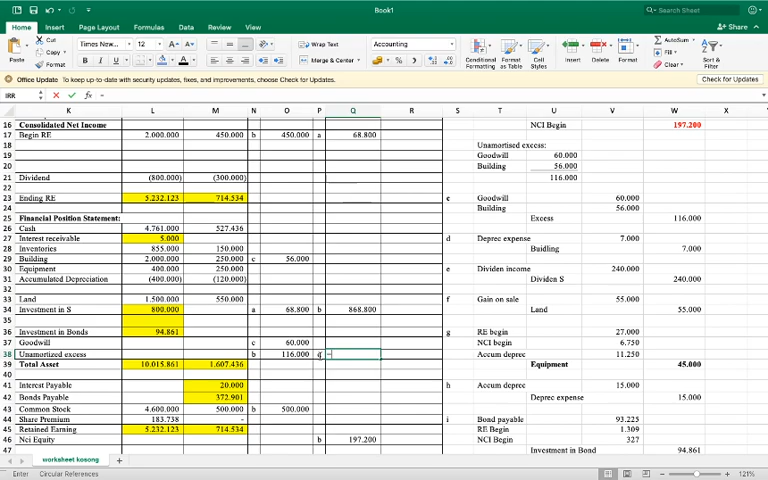 Book1
Search Sheet
Home Insert Page Layout Formulas Data Review View Share
Cut Times New... 12 A A Wrap Text Accounting AutoSum
Paste Copy Fill
Format B I U Merge & Center % Conditional Formatting Format as Table Cell Styles Insert Delete Format Clear Sort & Filter
Office Update To keep up-to-date with security updates, fixes, and improvements, choose Check for Updates. Check for Updates
IRR fx =
K L M N O P Q R S T U V W X
16 Consolidated Net Income NCI Begin 197.200
17 Begin RE 2.000.000 450.000 b 450.000 a 68.800
18 Unamortised excess:
19 Goodwill 60.000
20 Building 56.000
21 Dividend (800.000) (300.000) 116.000
22
23 Ending RE 5.232.123 714.534 c Goodwill 60.000
24 Building 56.000
25 Financial Position Statement: Excess 116.000
26 Cash 4.761.000 527.436
27 Interest receivable 5.000 d Deprec expense 7.000
28 Inventories 855.000 150.000 Buidling 7.000
29 Building 2.000.000 250.000 c 56.000
30 Equipment 400.000 250.000 e Dividen income 240.000
31 Accumulated Depreciation (400.000) (120.000) Dividen S 240.000
32
33 Land 1.500.000 550.000 f Gain on sale 55.000
34 Investment in S 800.000 a 68.800 b 868.800 Land 55.000
35
36 Investment in Bonds 94.861 g RE begin 27.000
37 Goodwill c 60.000 NCI begin 6.750
38 Unamortized excess b 116.000 = Accum deprec 11.250
39 Total Asset 10.015.861 1.607.436 Equipment 45.000
40
41 Interest Payable 20.000 h Accum deprec 15.000
42 Bonds Payable 372.901 Deprec expense 15.000
43 Common Stock 4.600.000 500.000 b 500.000
44 Share Premium 183.738 - i Bond payable 93.225
45 Retained Earning 5.232.123 714.534 RE Begin 1.309
46 Nci Equity b 197.200 NCI Begin 327
47 Investment in Bond 94.861
worksheet kosong +
Enter Circular References 121%